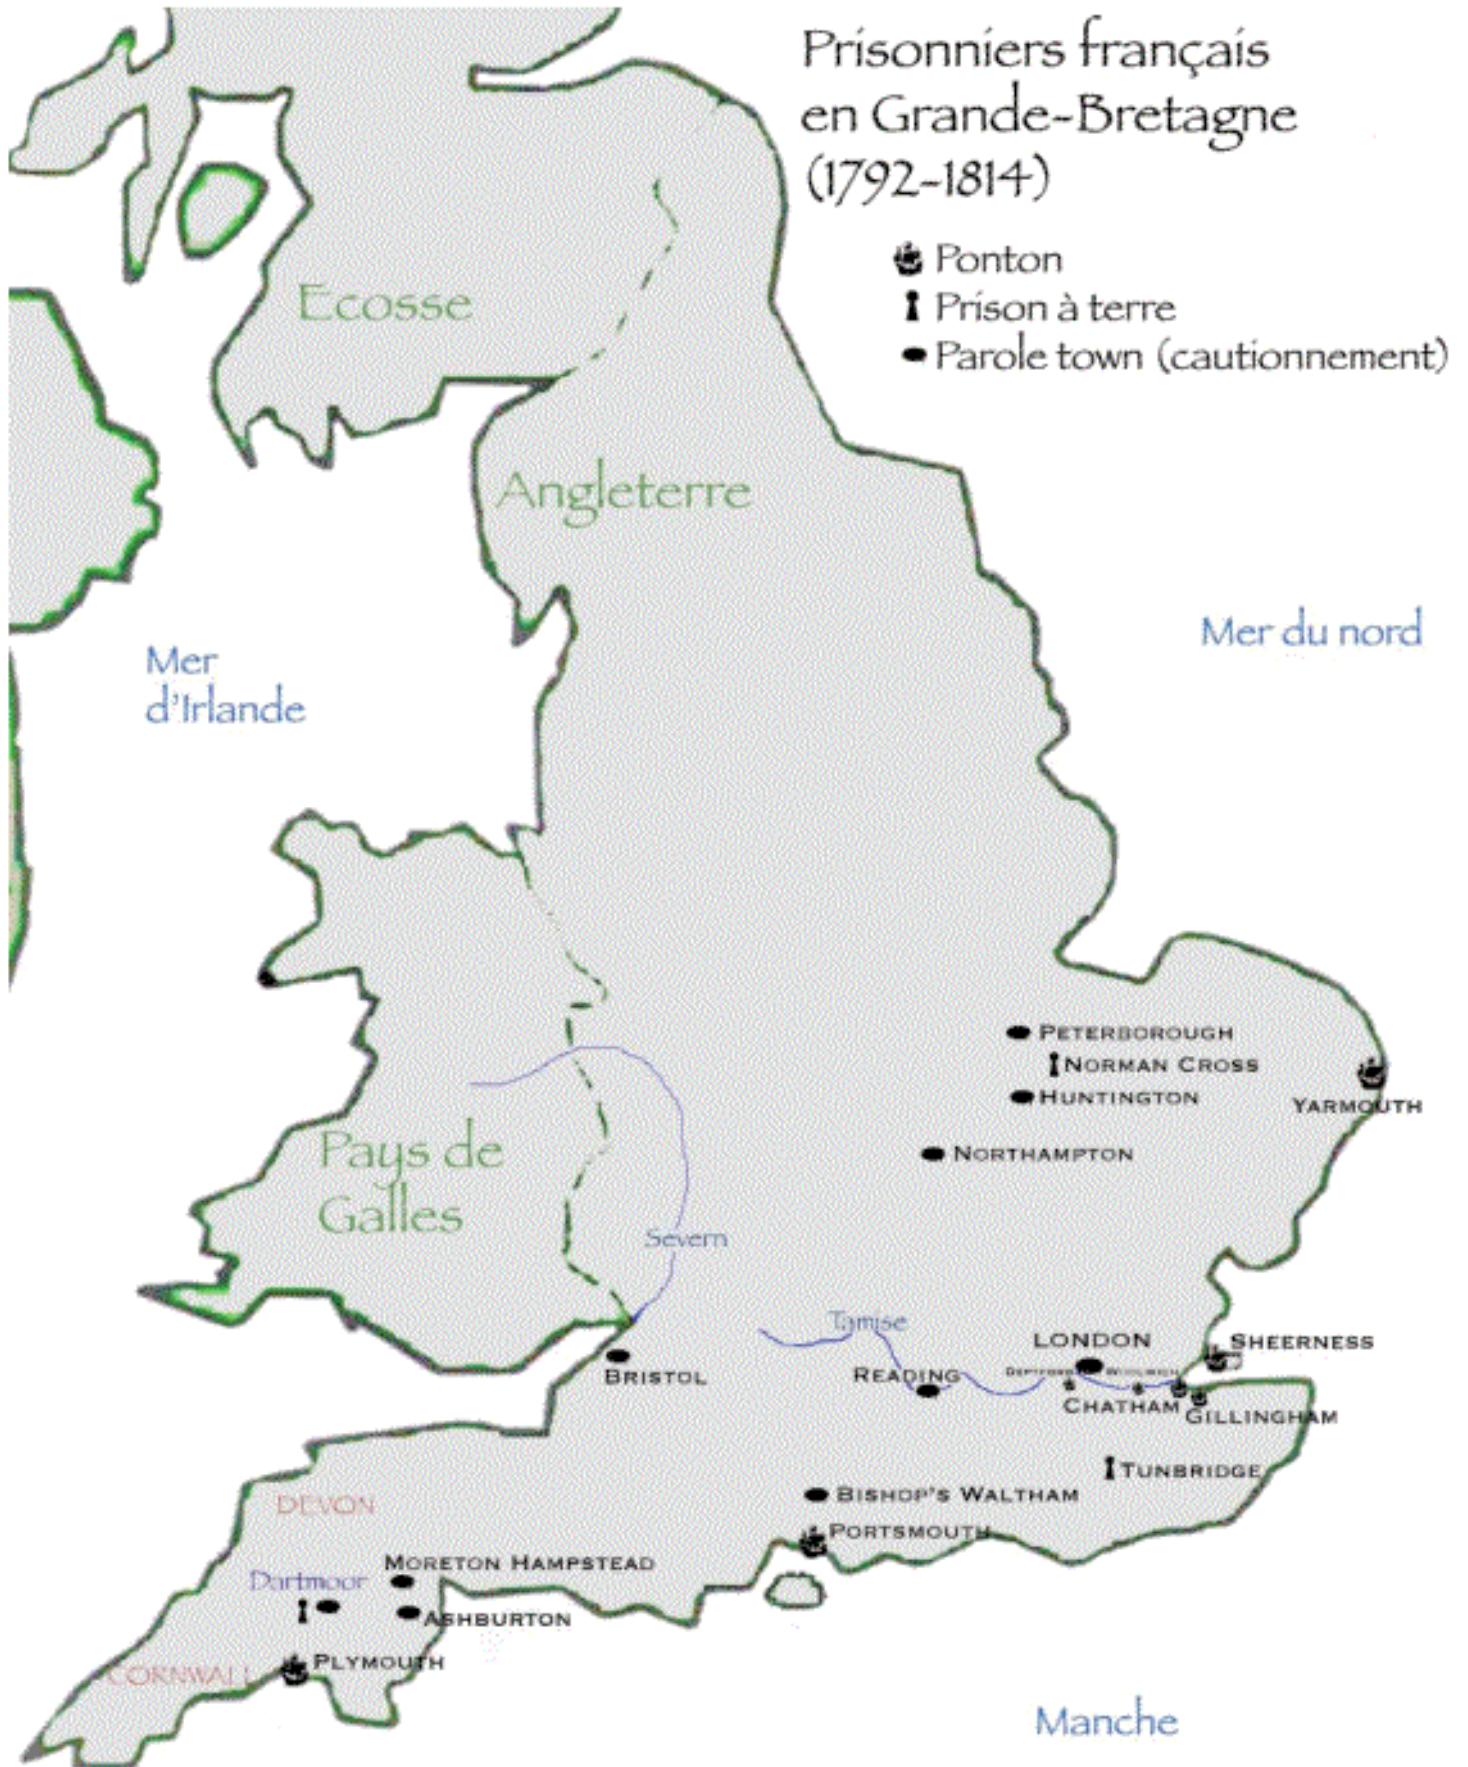 Prisonniers français
en Grande-Bretagne
(1792-1814)
Ponton
Prison à terre
Parole town (cautionnement)
Ecosse
Angleterre
Mer du nord
Mer
d'Irlande
PETERBOROUGH
NORMAN CROSS
HUNTINGTON
YARMOUTH
NORTHAMPTON
Pays de
Galles
Severn
Tamise
LONDON
SHEERNESS
BRISTOL
READING
DEPTFORD
WOOLWICH
CHATHAM
GILLINGHAM
TUNBRIDGE
BISHOP'S WALTHAM
PORTSMOUTH
DEVON
MORETON HAMPSTEAD
Dartmoor
ASHBURTON
PLYMOUTH
CORNWALL
Manche